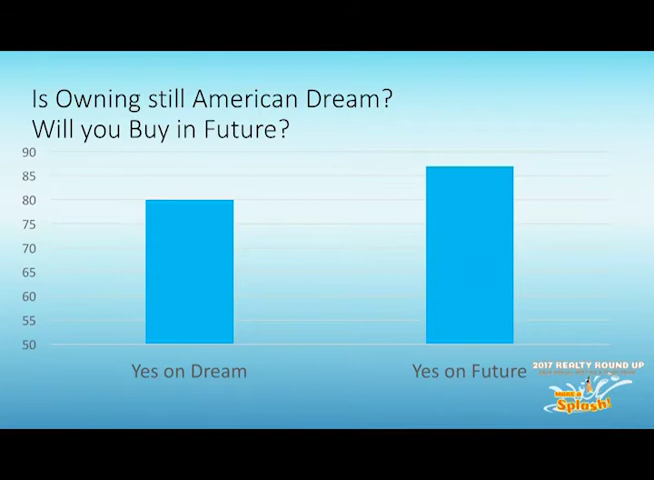 Is Owning still American Dream?
Will you Buy in Future?
90
85
80
75
70
65
60
55
50
Yes on Dream
Yes on Future
2017 REALTY ROUND UP
MAKE A
Splash!